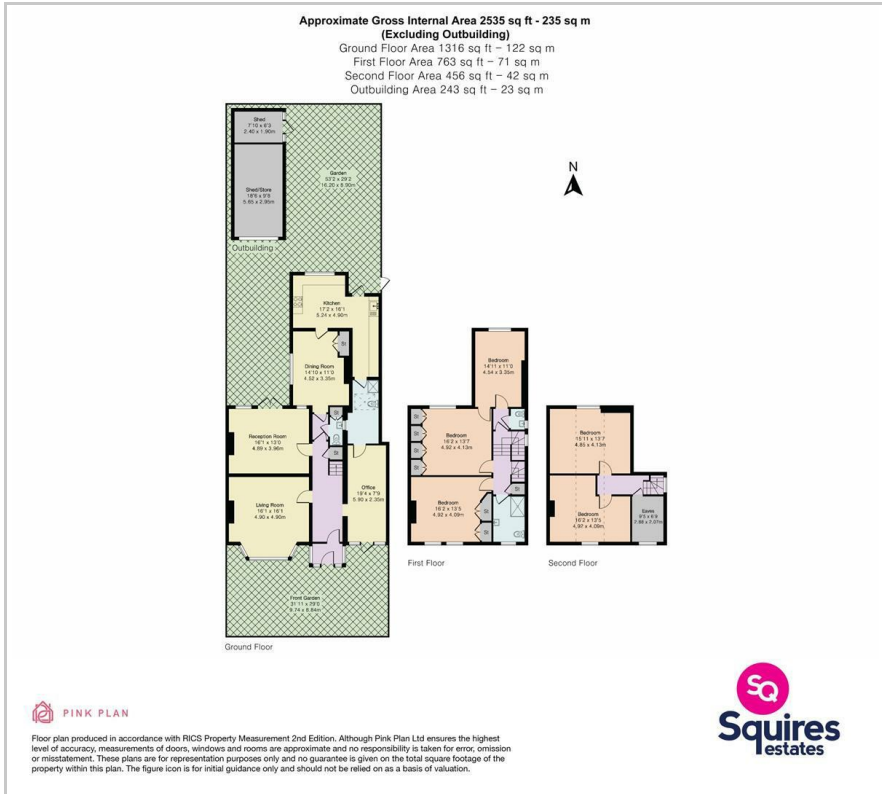 Approximate Gross Internal Area 2535 sq ft - 235 sq m
(Excluding Outbuilding)
Ground Floor Area 1316 sq ft – 122 sq m
First Floor Area 763 sq ft – 71 sq m
Second Floor Area 456 sq ft – 42 sq m
Outbuilding Area 243 sq ft – 23 sq m
N
Shed
7'10 x 6'3
2.40 x 1.90m
Garden
53'2 x 29'2
Shed/Store
18'6 x 9'8
5.65 x 2.95m
Outbuilding
Kitchen
17'2 x 16'1
5.24 x 4.90m
St
Dining Room
14'10 x 11'0
4.52 x 3.35m
St
St
Reception Room
16'1 x 13'0
4.89 x 3.96m
Office
19'4 x 7'9
5.90 x 2.35m
Living Room
16'1 x 16'1
4.90 x 4.90m
Front Garden
31'11 x 29'0
9.74 x 8.84m
Ground Floor
Bedroom
14'11 x 11'0
4.54 x 3.35m
St
St
St
St
Bedroom
16'2 x 13'7
4.92 x 4.13m
St
Bedroom
16'2 x 13'5
4.92 x 4.09m
St
St
First Floor
Bedroom
15'11 x 13'7
4.85 x 4.13m
Bedroom
16'2 x 13'5
4.92 x 4.09m
Eaves
Second Floor
PINK PLAN
Floor plan produced in accordance with RICS Property Measurement 2nd Edition. Although Pink Plan Ltd ensures the highest
level of accuracy, measurements of doors, windows and rooms are approximate and no responsibility is taken for error, omission
or misstatement. These plans are for representation purposes only and no guarantee is given on the total square footage of the
property within this plan. The figure icon is for initial guidance only and should not be relied on as a basis of valuation.
SQ
Squires
estates